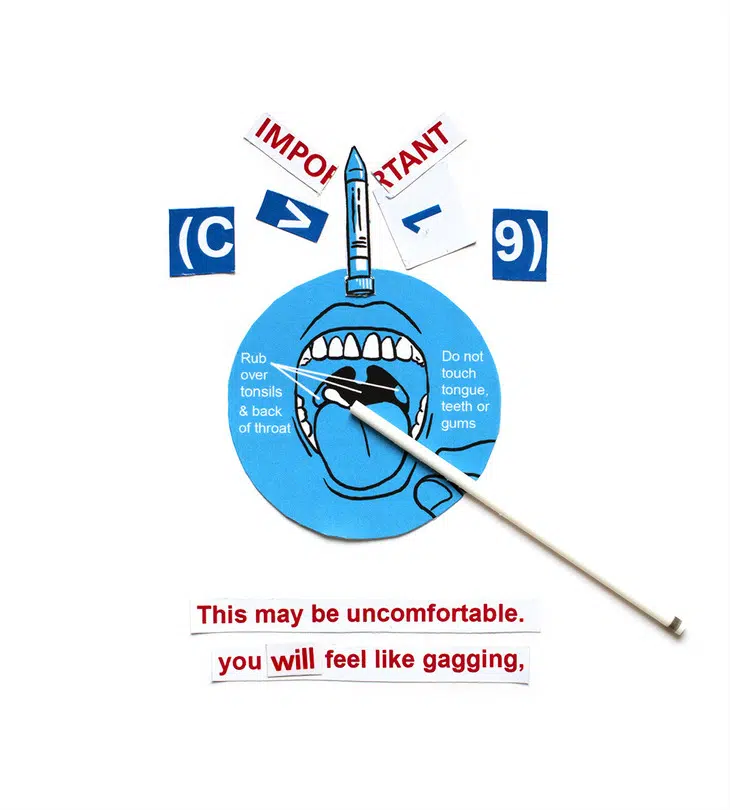 IMPORTANT
(C V 1 9)
Rub
over
tonsils
& back
of throat
Do not
touch
tongue,
teeth or
gums
This may be uncomfortable.
you will feel like gagging,